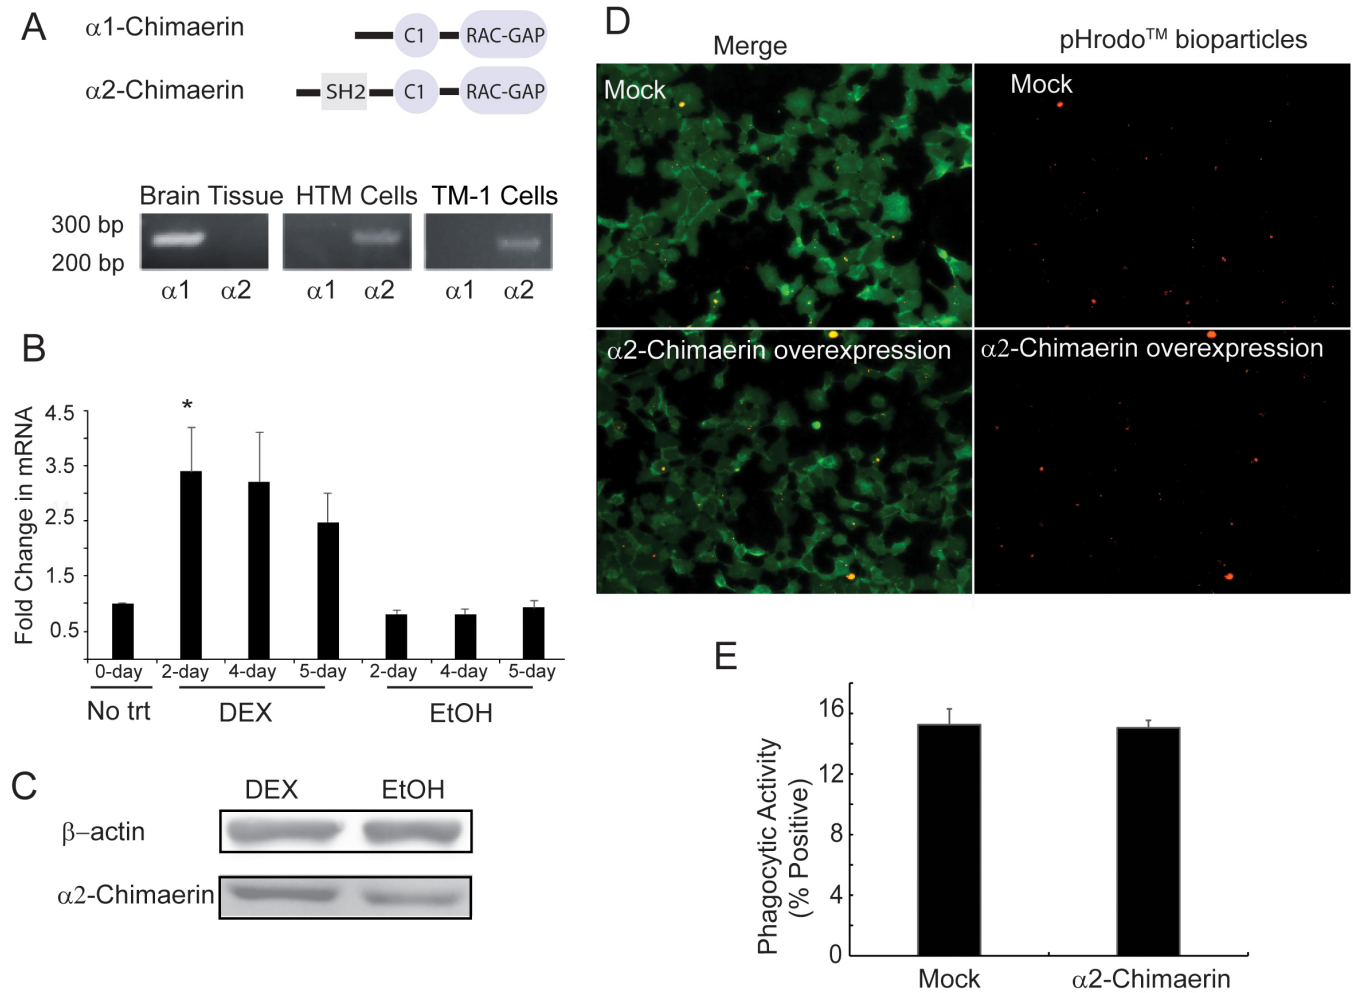 A
α1-Chimaerin
C1
RAC-GAP
α2-Chimaerin
SH2
C1
RAC-GAP
Brain Tissue
HTM Cells
TM-1 Cells
300 bp
200 bp
α1
α2
α1
α2
α1
α2
B
Fold Change in mRNA
4.5
3.5
2.5
1.5
0.5
*
0-day
2-day
4-day
5-day
2-day
4-day
5-day
No trt
DEX
EtOH
C
DEX
EtOH
β–actin
α2-Chimaerin
D
Merge
pHrodo™ bioparticles
Mock
Mock
α2-Chimaerin overexpression
α2-Chimaerin overexpression
E
Phagocytic Activity
(% Positive)
16
12
8
4
0
Mock
α2-Chimaerin